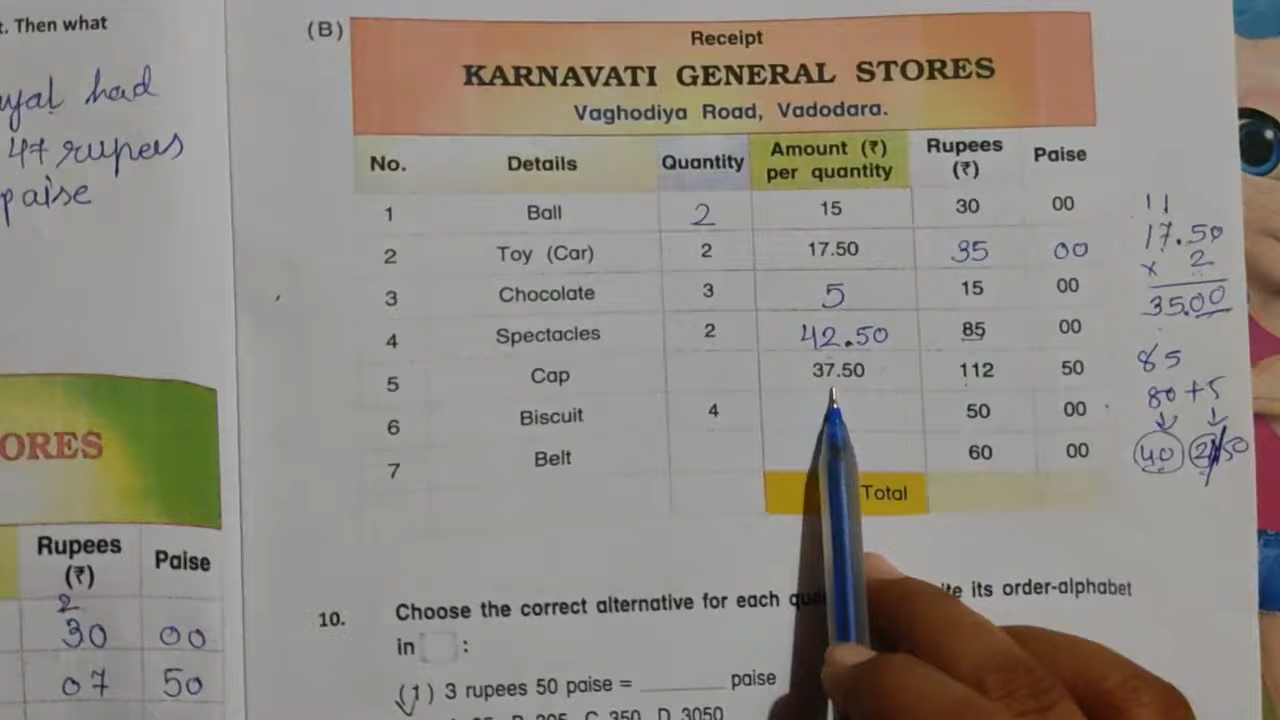 t. Then what
(B)
Receipt
KARNAVATI GENERAL STORES
Vaghodiya Road, Vadodara.
yal had
47 rupees
paise
No. Details Quantity Amount (₹) per quantity Rupees (₹) Paise
1 Ball 2 15 30 00
2 Toy (Car) 2 17.50 35 00
3 Chocolate 3 5 15 00
4 Spectacles 2 42.50 85 00
5 Cap 37.50 112 50
6 Biscuit 4 50 00
7 Belt 60 00
Total
11
17.50
× 2
35.00
85
80 + 5
40 2.50
ORES
Rupees (₹) Paise
2
30 00
07 50
10. Choose the correct alternative for each its order-alphabet
in :
(1) 3 rupees 50 paise = ______ paise
C. 350 D. 3050